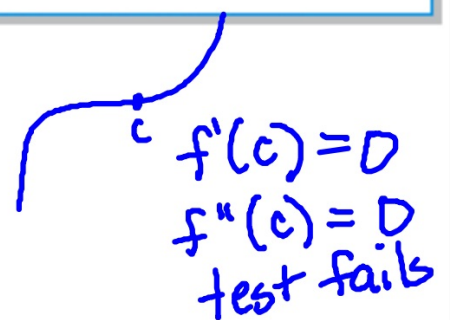 c
f'(c) = 0
f"(c) = 0
test fails